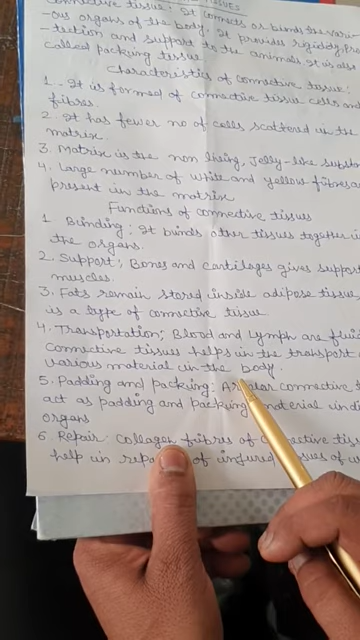 TISSUES
Connective tissue: It connects or binds the vari-
-ous organs of the body. It provides rigidity, Pro
-tection and support to the animals. It is also
called packing tissue
Characteristics of connective tissue:
1. It is formed of connective tissue cells and
fibres.
2. It has fewer no of cells scattered in the
matrix.
3. Matrix is the non living, Jelly-like subst
4. Large number of white and yellow fibres a
present in the matrix
Functions of connective tissues
1 Binding: It binds other tissues together i
the organs.
2. Support; Bones and cartilages gives support
muscles.
3. Fats remain stored inside adipose tissue
is a type of connective tissue
4. Transportation; Blood and Lymph are fluid
Connective tissues helps in the transport
various material in the body.
5. Padding and packing: Areolar connective t
act as padding and packing material in
organs
6. Repair: Collagen fibres of connective tiss
help in repa of injured tissues of